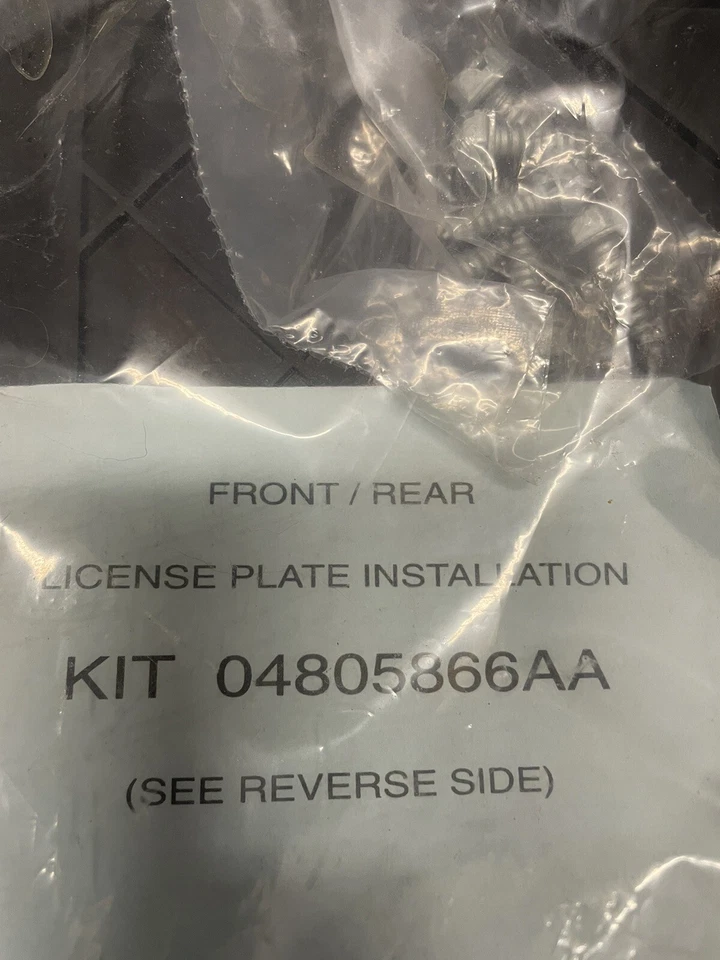 FRONT / REAR
LICENSE PLATE INSTALLATION
KIT 04805866AA
(SEE REVERSE SIDE)